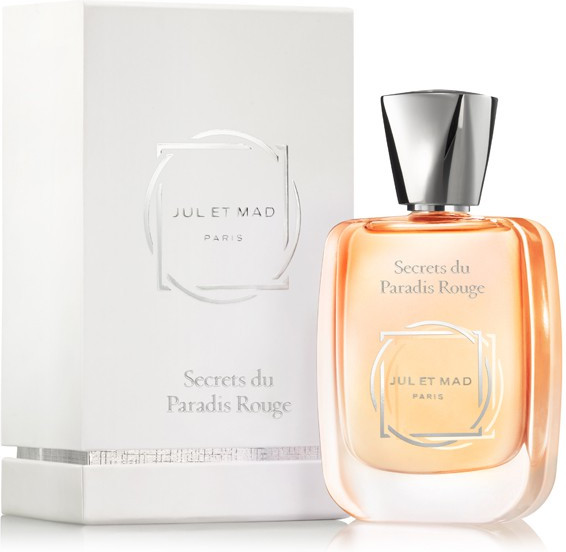 JUL ET MAD
PARIS
Secrets du
Paradis Rouge
Secrets du
Paradis Rouge
JUL ET MAD
PARIS